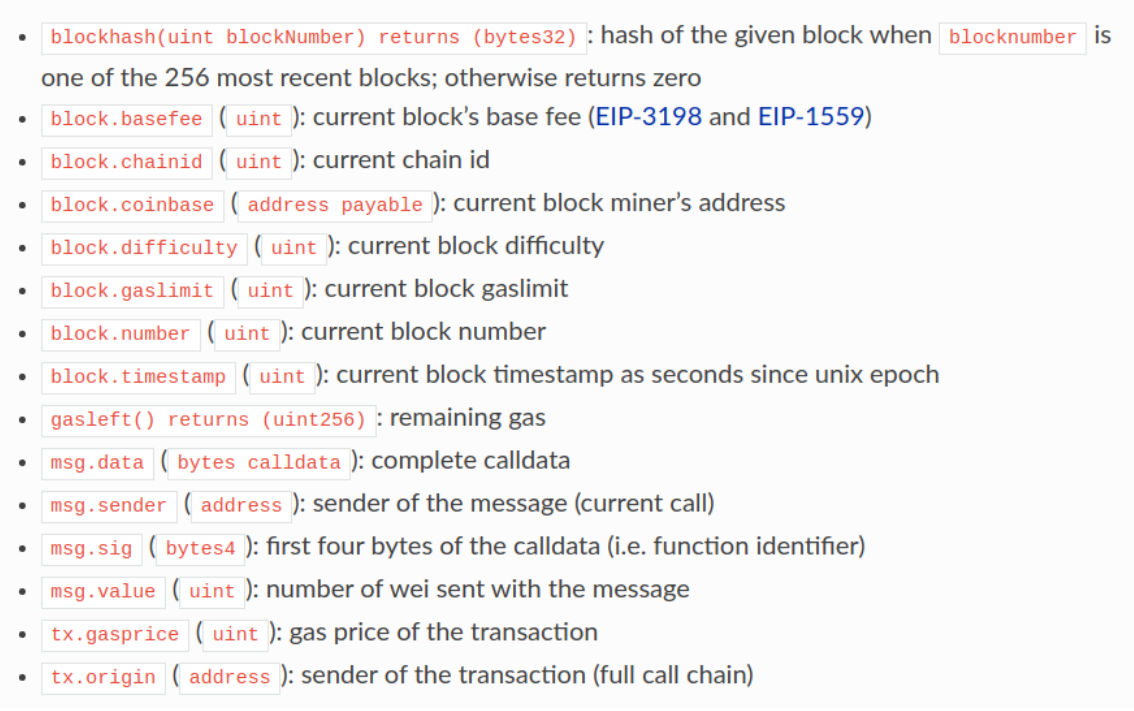 • blockhash(uint blockNumber) returns (bytes32) : hash of the given block when blocknumber is
one of the 256 most recent blocks; otherwise returns zero
• block.basefee ( uint ): current block’s base fee (EIP-3198 and EIP-1559)
• block.chainid ( uint ): current chain id
• block.coinbase ( address payable ): current block miner’s address
• block.difficulty ( uint ): current block difficulty
• block.gaslimit ( uint ): current block gaslimit
• block.number ( uint ): current block number
• block.timestamp ( uint ): current block timestamp as seconds since unix epoch
• gasleft() returns (uint256) : remaining gas
• msg.data ( bytes calldata ): complete calldata
• msg.sender ( address ): sender of the message (current call)
• msg.sig ( bytes4 ): first four bytes of the calldata (i.e. function identifier)
• msg.value ( uint ): number of wei sent with the message
• tx.gasprice ( uint ): gas price of the transaction
• tx.origin ( address ): sender of the transaction (full call chain)